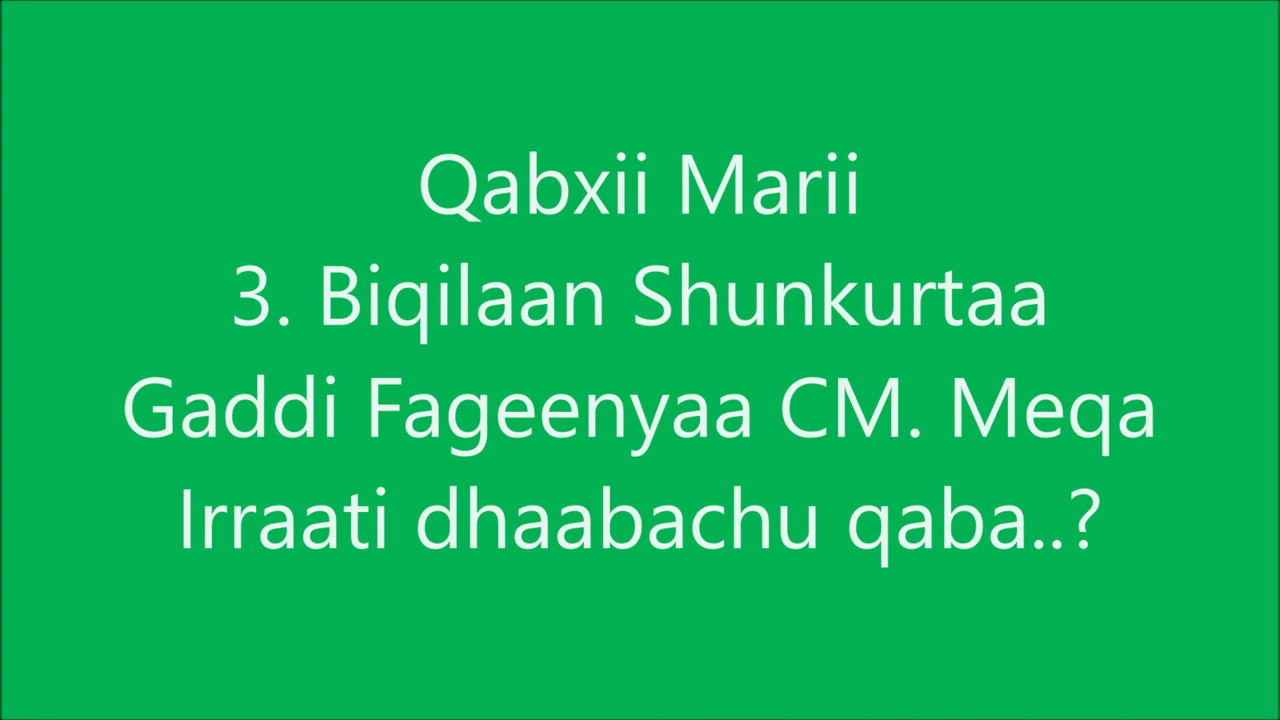 Qabxii Marii
3. Biqilaan Shunkurtaa
Gaddi Fageenyaa CM. Meqa
Irraati dhaabachu qaba..?